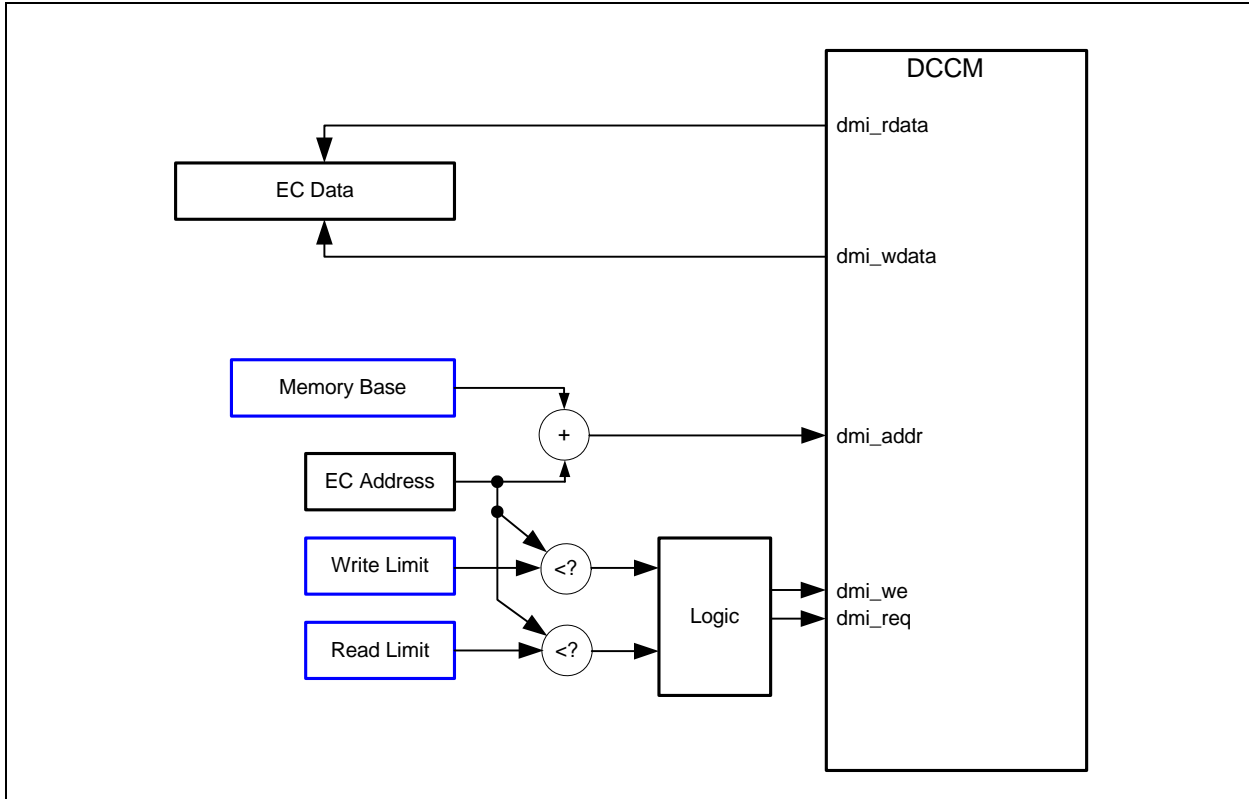 DCCM
dmi_rdata
EC Data
dmi_wdata
Memory Base
+
dmi_addr
EC Address
Write Limit
<?
dmi_we
Logic
dmi_req
Read Limit
<?